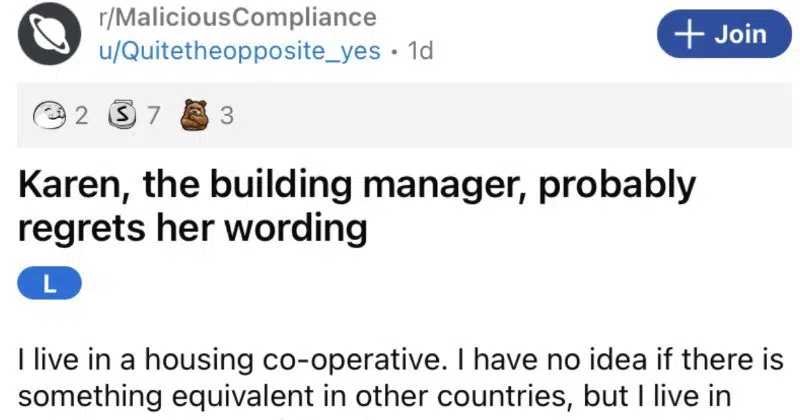 r/MaliciousCompliance
u/Quitetheopposite_yes • 1d
+ Join
2 S 7 3
Karen, the building manager, probably
regrets her wording
L
I live in a housing co-operative. I have no idea if there is
something equivalent in other countries, but I live in